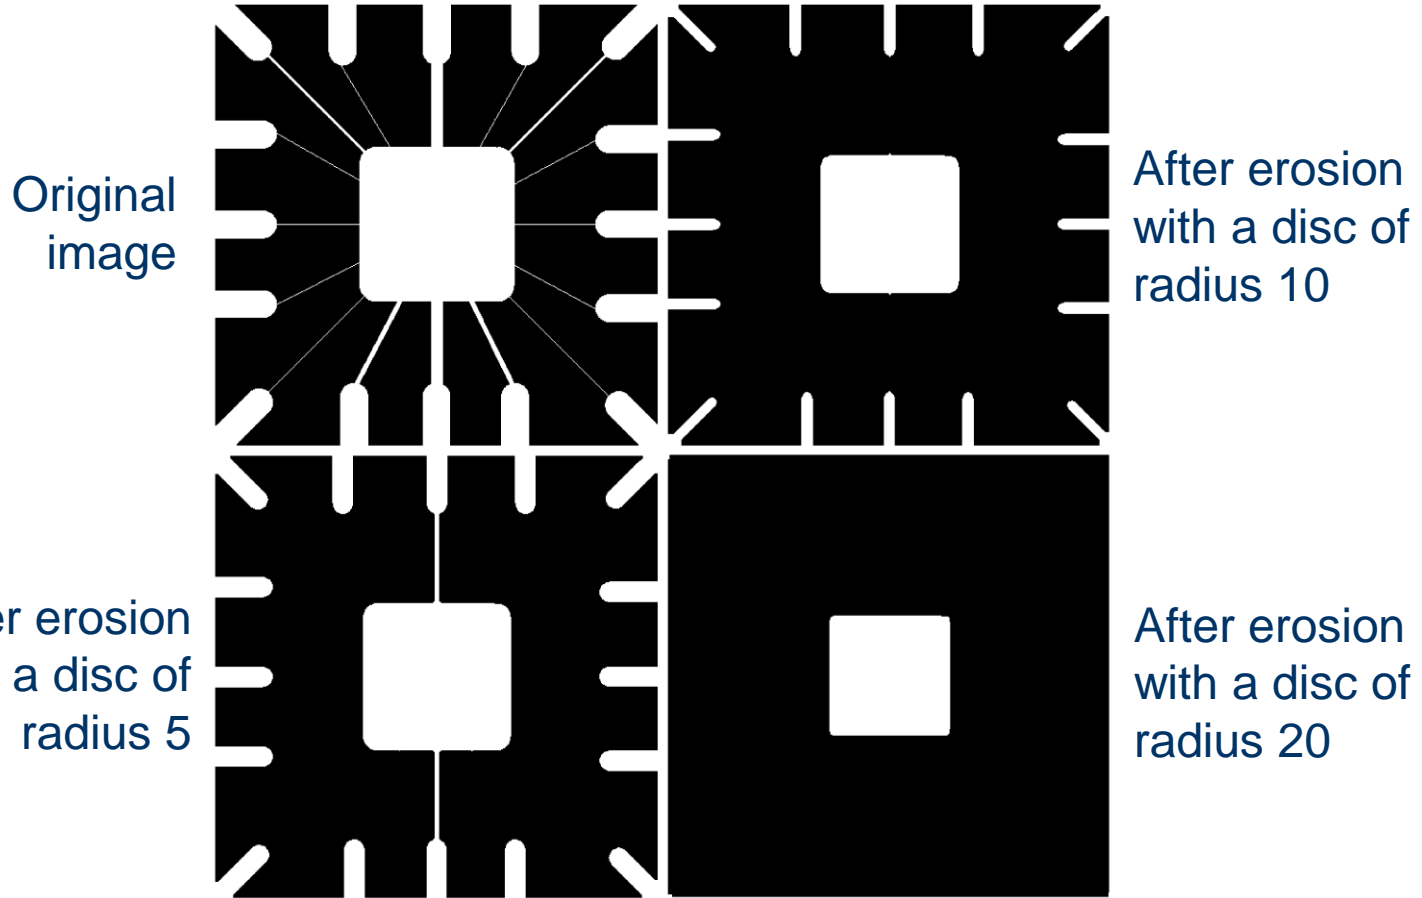 Original
image
After erosion
with a disc of
radius 10
er erosion
a disc of
radius 5
After erosion
with a disc of
radius 20